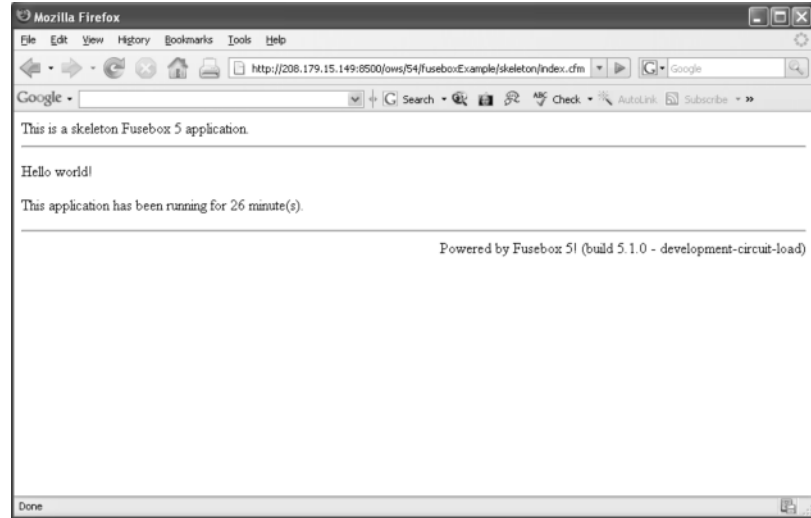 Mozilla Firefox
File Edit View History Bookmarks Tools Help
http://208.179.15.149:8500/ows/54/fuseboxExample/skeleton/index.cfm
G Google
Google
G Search ABC Check AutoLink Subscribe »
This is a skeleton Fusebox 5 application.
Hello world!
This application has been running for 26 minute(s).
Powered by Fusebox 5! (build 5.1.0 - development-circuit-load)
Done